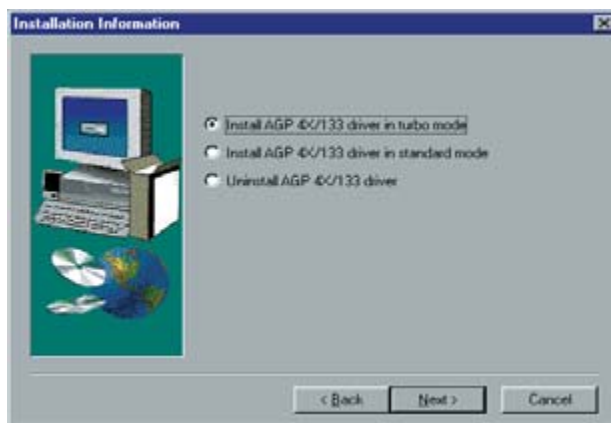 Installation Information
Install AGP 4X/133 driver in turbo mode
Install AGP 4X/133 driver in standard mode
Uninstall AGP 4X/133 driver
< Back
Next >
Cancel